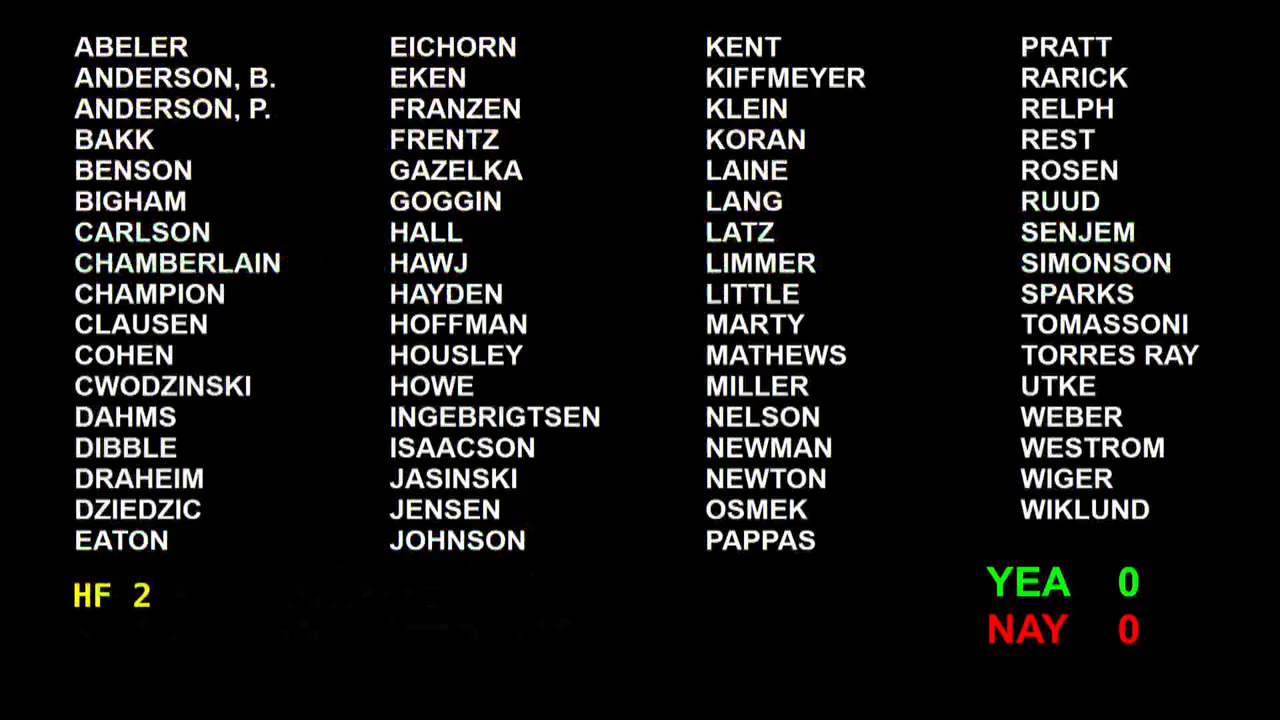 ABELER
ANDERSON, B.
ANDERSON, P.
BAKK
BENSON
BIGHAM
CARLSON
CHAMBERLAIN
CHAMPION
CLAUSEN
COHEN
CWODZINSKI
DAHMS
DIBBLE
DRAHEIM
DZIEDZIC
EATON
EICHORN
EKEN
FRANZEN
FRENTZ
GAZELKA
GOGGIN
HALL
HAWJ
HAYDEN
HOFFMAN
HOUSLEY
HOWE
INGEBRIGTSEN
ISAACSON
JASINSKI
JENSEN
JOHNSON
KENT
KIFFMEYER
KLEIN
KORAN
LAINE
LANG
LATZ
LIMMER
LITTLE
MARTY
MATHEWS
MILLER
NELSON
NEWMAN
NEWTON
OSMEK
PAPPAS
PRATT
RARICK
RELPH
REST
ROSEN
RUUD
SENJEM
SIMONSON
SPARKS
TOMASSONI
TORRES RAY
UTKE
WEBER
WESTROM
WIGER
WIKLUND
HF 2
YEA 0
NAY 0